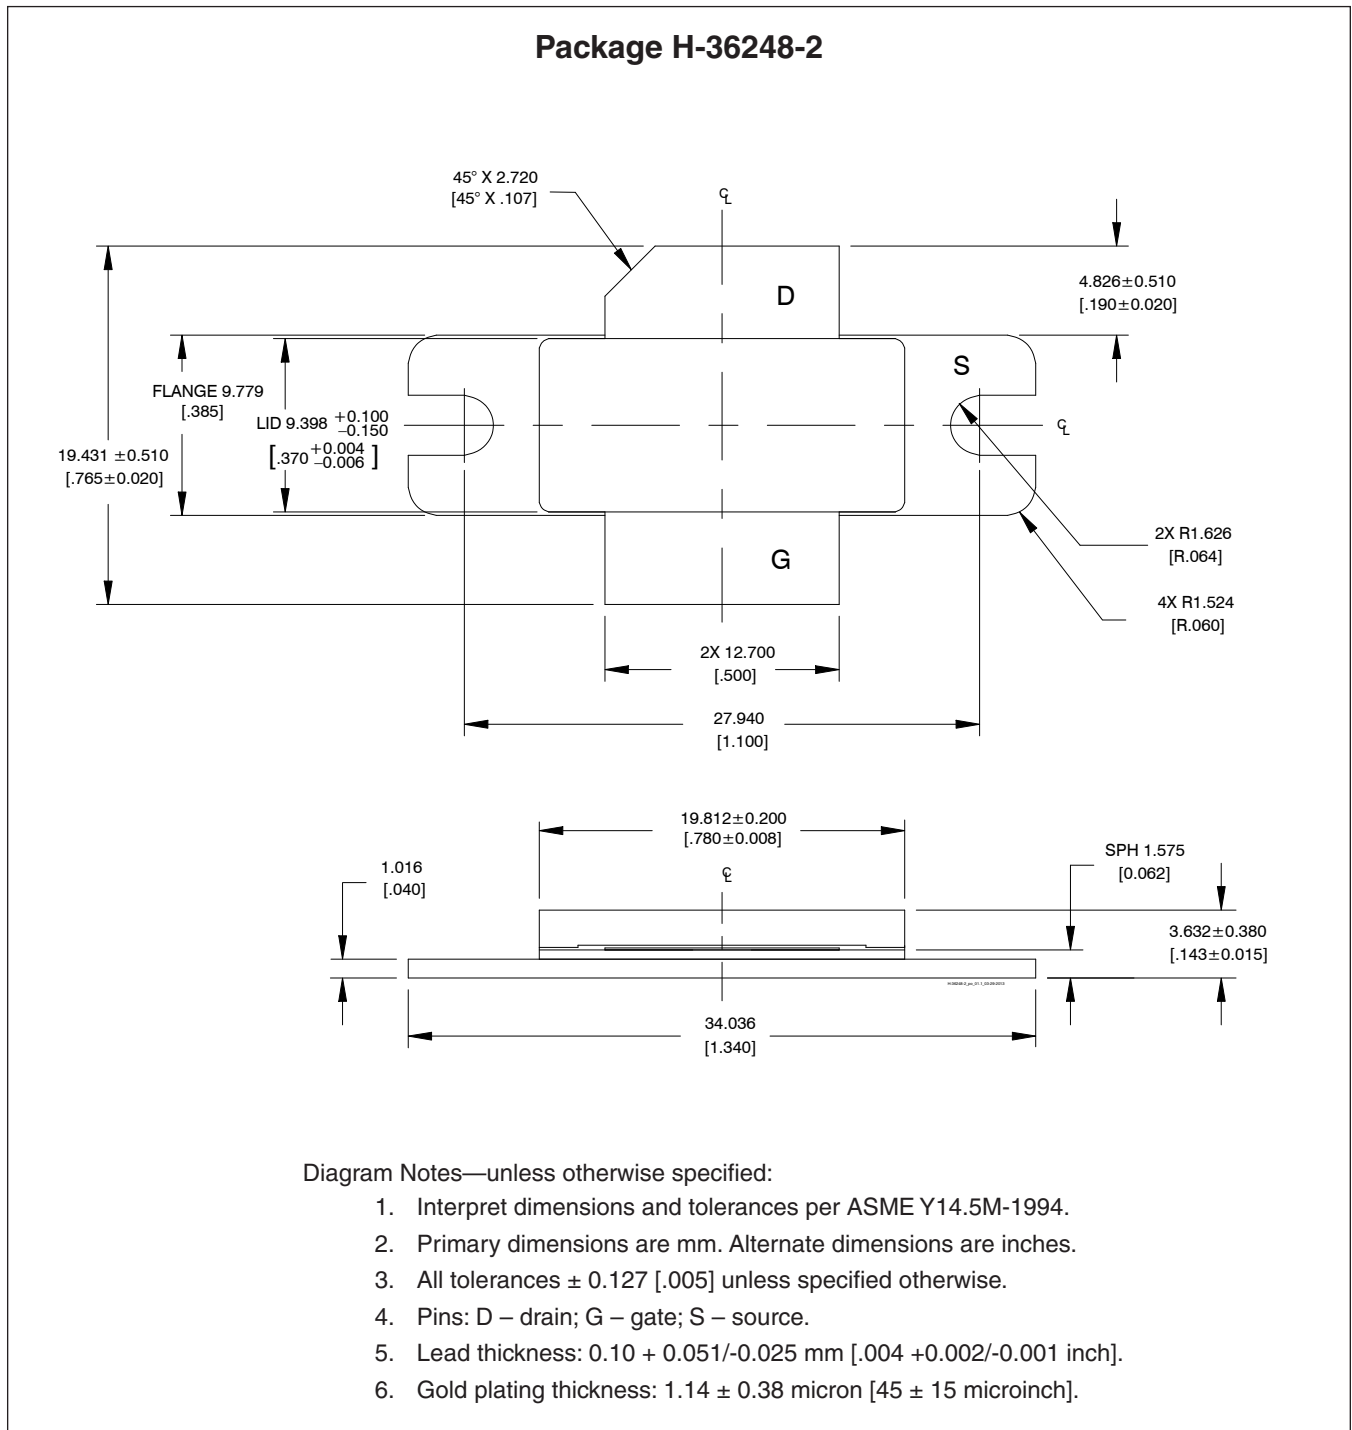 Package H-36248-2
45° X 2.720
[45° X .107]
℄
4.826±0.510
[.190±0.020]
D
S
FLANGE 9.779
[.385]
LID 9.398 +0.100
−0.150
[.370 +0.004
−0.006 ]
℄
19.431 ±0.510
[.765±0.020]
2X R1.626
[R.064]
G
4X R1.524
[R.060]
2X 12.700
[.500]
27.940
[1.100]
19.812±0.200
[.780±0.008]
SPH 1.575
[0.062]
1.016
[.040]
℄
3.632±0.380
[.143±0.015]
34.036
[1.340]
Diagram Notes—unless otherwise specified:
1. Interpret dimensions and tolerances per ASME Y14.5M-1994.
2. Primary dimensions are mm. Alternate dimensions are inches.
3. All tolerances ± 0.127 [.005] unless specified otherwise.
4. Pins: D – drain; G – gate; S – source.
5. Lead thickness: 0.10 + 0.051/-0.025 mm [.004 +0.002/-0.001 inch].
6. Gold plating thickness: 1.14 ± 0.38 micron [45 ± 15 microinch].